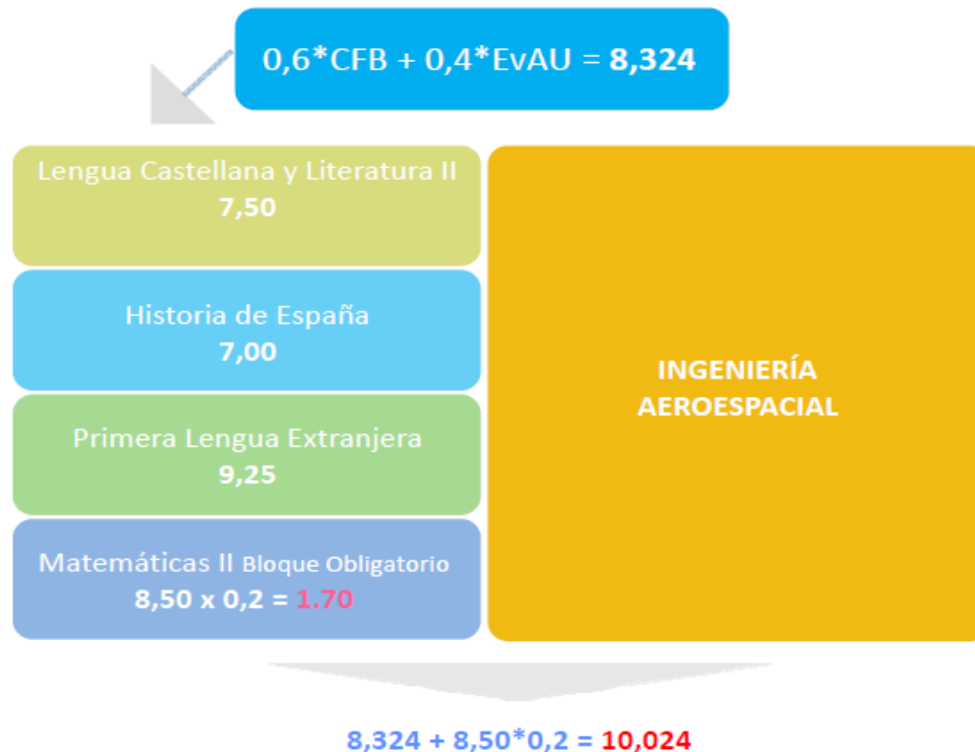 0,6*CFB + 0,4*EvAU = 8,324
Lengua Castellana y Literatura II
7,50
Historia de España
7,00
Primera Lengua Extranjera
9,25
Matemáticas II Bloque Obligatorio
8,50 x 0,2 = 1.70
INGENIERÍA
AEROESPACIAL
8,324 + 8,50*0,2 = 10,024